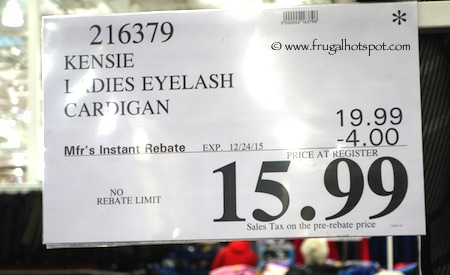 216379
*
© www.frugalhotspot.com
KENSIE
LADIES EYELASH
CARDIGAN
19.99
-4.00
Mfr's Instant Rebate EXP. 12/24/15
PRICE AT REGISTER
NO
REBATE LIMIT
15.99
Sales Tax on the pre-rebate price